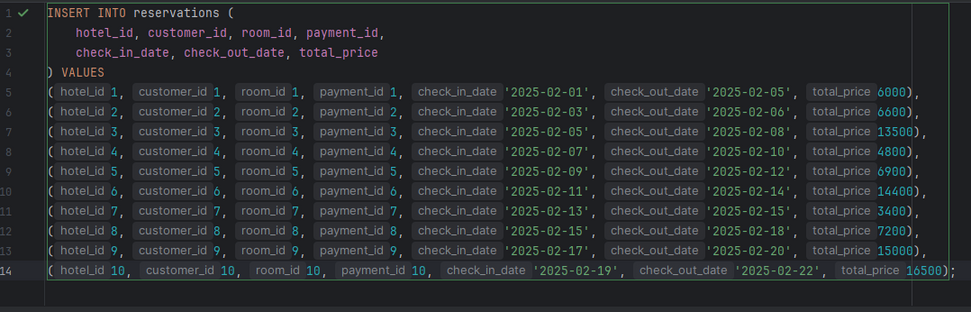 1 INSERT INTO reservations (
2 hotel_id, customer_id, room_id, payment_id,
3 check_in_date, check_out_date, total_price
4 ) VALUES
5 ( hotel_id 1, customer_id 1, room_id 1, payment_id 1, check_in_date '2025-02-01', check_out_date '2025-02-05', total_price 6000),
6 ( hotel_id 2, customer_id 2, room_id 2, payment_id 2, check_in_date '2025-02-03', check_out_date '2025-02-06', total_price 6600),
7 ( hotel_id 3, customer_id 3, room_id 3, payment_id 3, check_in_date '2025-02-05', check_out_date '2025-02-08', total_price 13500),
8 ( hotel_id 4, customer_id 4, room_id 4, payment_id 4, check_in_date '2025-02-07', check_out_date '2025-02-10', total_price 4800),
9 ( hotel_id 5, customer_id 5, room_id 5, payment_id 5, check_in_date '2025-02-09', check_out_date '2025-02-12', total_price 6900),
10 ( hotel_id 6, customer_id 6, room_id 6, payment_id 6, check_in_date '2025-02-11', check_out_date '2025-02-14', total_price 14400),
11 ( hotel_id 7, customer_id 7, room_id 7, payment_id 7, check_in_date '2025-02-13', check_out_date '2025-02-15', total_price 3400),
12 ( hotel_id 8, customer_id 8, room_id 8, payment_id 8, check_in_date '2025-02-15', check_out_date '2025-02-18', total_price 7200),
13 ( hotel_id 9, customer_id 9, room_id 9, payment_id 9, check_in_date '2025-02-17', check_out_date '2025-02-20', total_price 15000),
14 ( hotel_id 10, customer_id 10, room_id 10, payment_id 10, check_in_date '2025-02-19', check_out_date '2025-02-22', total_price 16500);